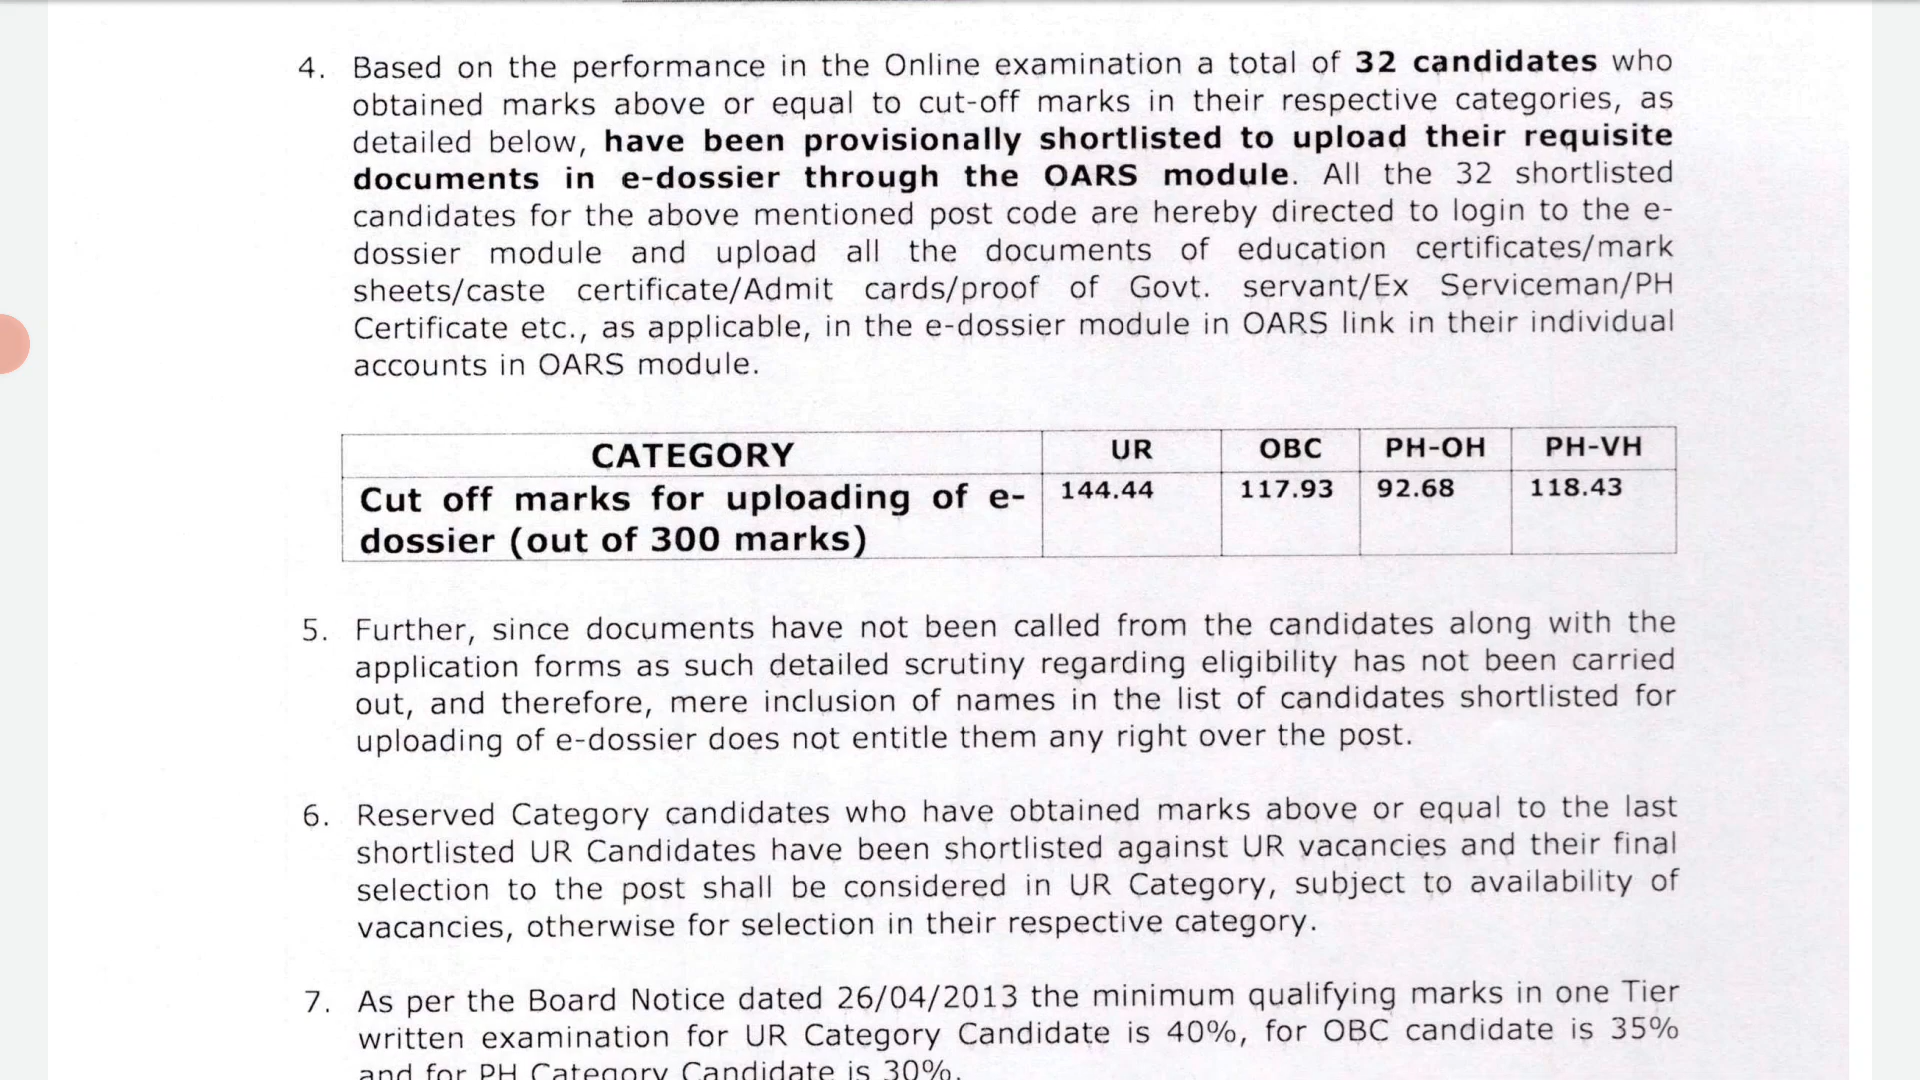 4. Based on the performance in the Online examination a total of 32 candidates who
obtained marks above or equal to cut-off marks in their respective categories, as
detailed below, have been provisionally shortlisted to upload their requisite
documents in e-dossier through the OARS module. All the 32 shortlisted
candidates for the above mentioned post code are hereby directed to login to the e-
dossier module and upload all the documents of education certificates/mark
sheets/caste certificate/Admit cards/proof of Govt. servant/Ex Serviceman/PH
Certificate etc., as applicable, in the e-dossier module in OARS link in their individual
accounts in OARS module.
CATEGORY UR OBC PH-OH PH-VH
Cut off marks for uploading of e- 144.44 117.93 92.68 118.43
dossier (out of 300 marks)
5. Further, since documents have not been called from the candidates along with the
application forms as such detailed scrutiny regarding eligibility has not been carried
out, and therefore, mere inclusion of names in the list of candidates shortlisted for
uploading of e-dossier does not entitle them any right over the post.
6. Reserved Category candidates who have obtained marks above or equal to the last
shortlisted UR Candidates have been shortlisted against UR vacancies and their final
selection to the post shall be considered in UR Category, subject to availability of
vacancies, otherwise for selection in their respective category.
7. As per the Board Notice dated 26/04/2013 the minimum qualifying marks in one Tier
written examination for UR Category Candidate is 40%, for OBC candidate is 35%
and for PH Category Candidate is 30%.